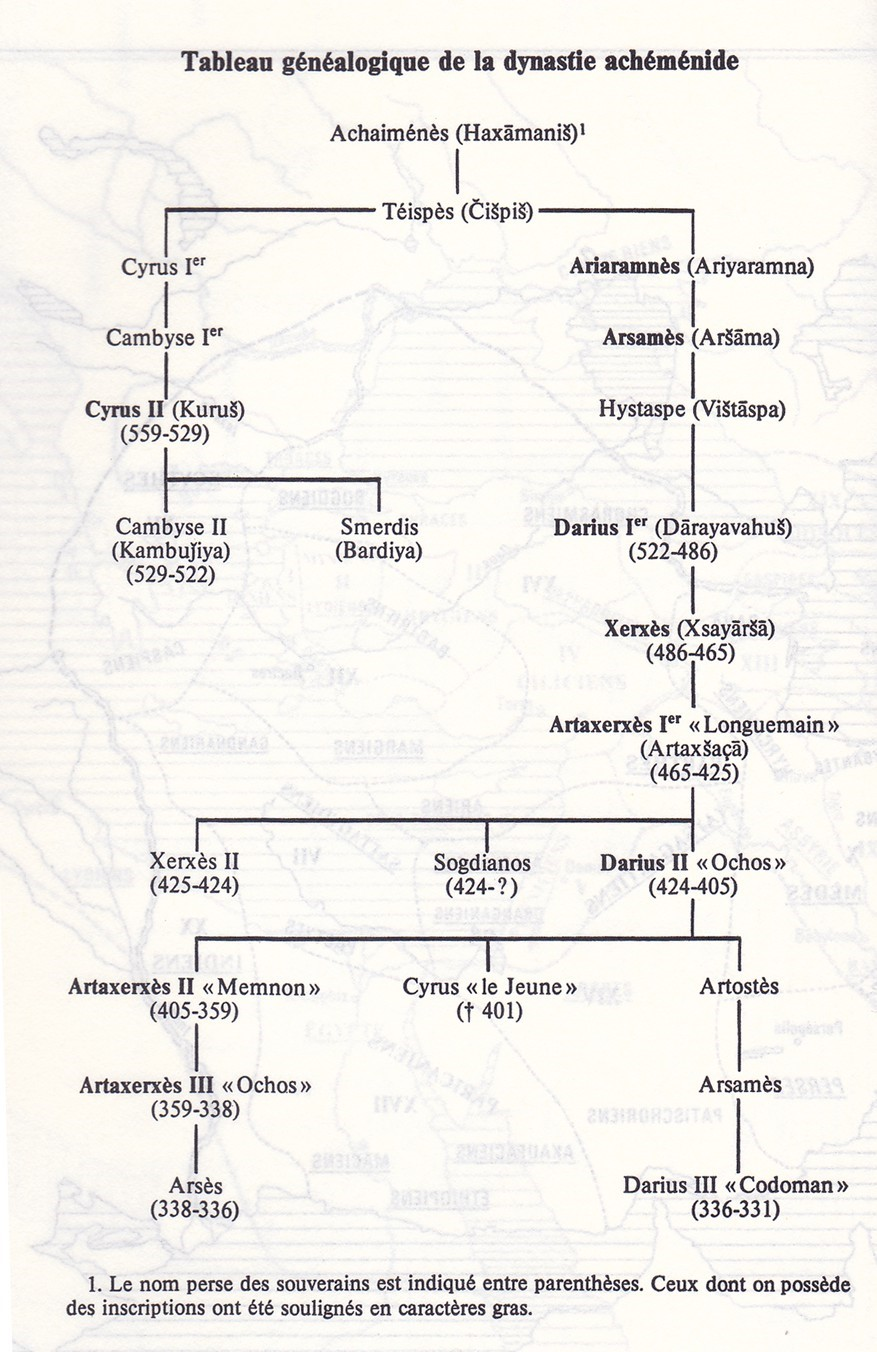 Tableau généalogique de la dynastie achéménide
Achaiménès (Haxāmaniš)¹
Téispès (Čišpiš)
Cyrus Iᵉʳ
Ariaramnès (Ariyaramna)
Cambyse Iᵉʳ
Arsamès (Aršāma)
Cyrus II (Kuruš)
(559-529)
Hystaspe (Vištāspa)
Cambyse II
(Kambuǰiya)
(529-522)
Smerdis
(Bardiya)
Darius Iᵉʳ (Dārayavahuš)
(522-486)
Xerxès (Xsayāršā)
(486-465)
Artaxerxès Iᵉʳ « Longuemain »
(Artaxšaçā)
(465-425)
Xerxès II
(425-424)
Sogdianos
(424-?)
Darius II « Ochos »
(424-405)
Artaxerxès II « Memnon »
(405-359)
Cyrus « le Jeune »
(† 401)
Artostès
Artaxerxès III « Ochos »
(359-338)
Arsamès
Arsès
(338-336)
Darius III « Codoman »
(336-331)
1. Le nom perse des souverains est indiqué entre parenthèses. Ceux dont on possède
des inscriptions ont été soulignés en caractères gras.